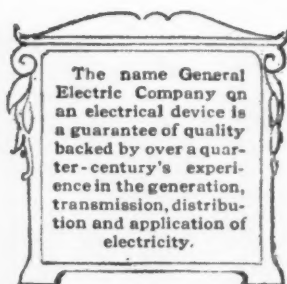 The name General
Electric Company on
an electrical device is
a guarantee of quality
backed by over a quar-
ter-century's experi-
ence in the generation,
transmission, distribu-
tion and application of
electricity.